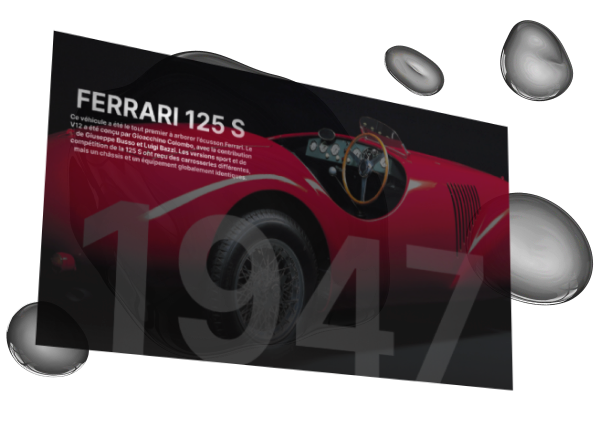 FERRARI 125 S
Ce véhicule a été le tout premier à arborer l'écusson Ferrari. Le
V12 a été conçu par Gioacchino Colombo, avec la contribution
de Giuseppe Busso et Luigi Bazzi. Les versions sport et de
compétition de la 125 S ont reçu des carrosseries différentes,
mais un châssis et un équipement globalement identiques.
1947